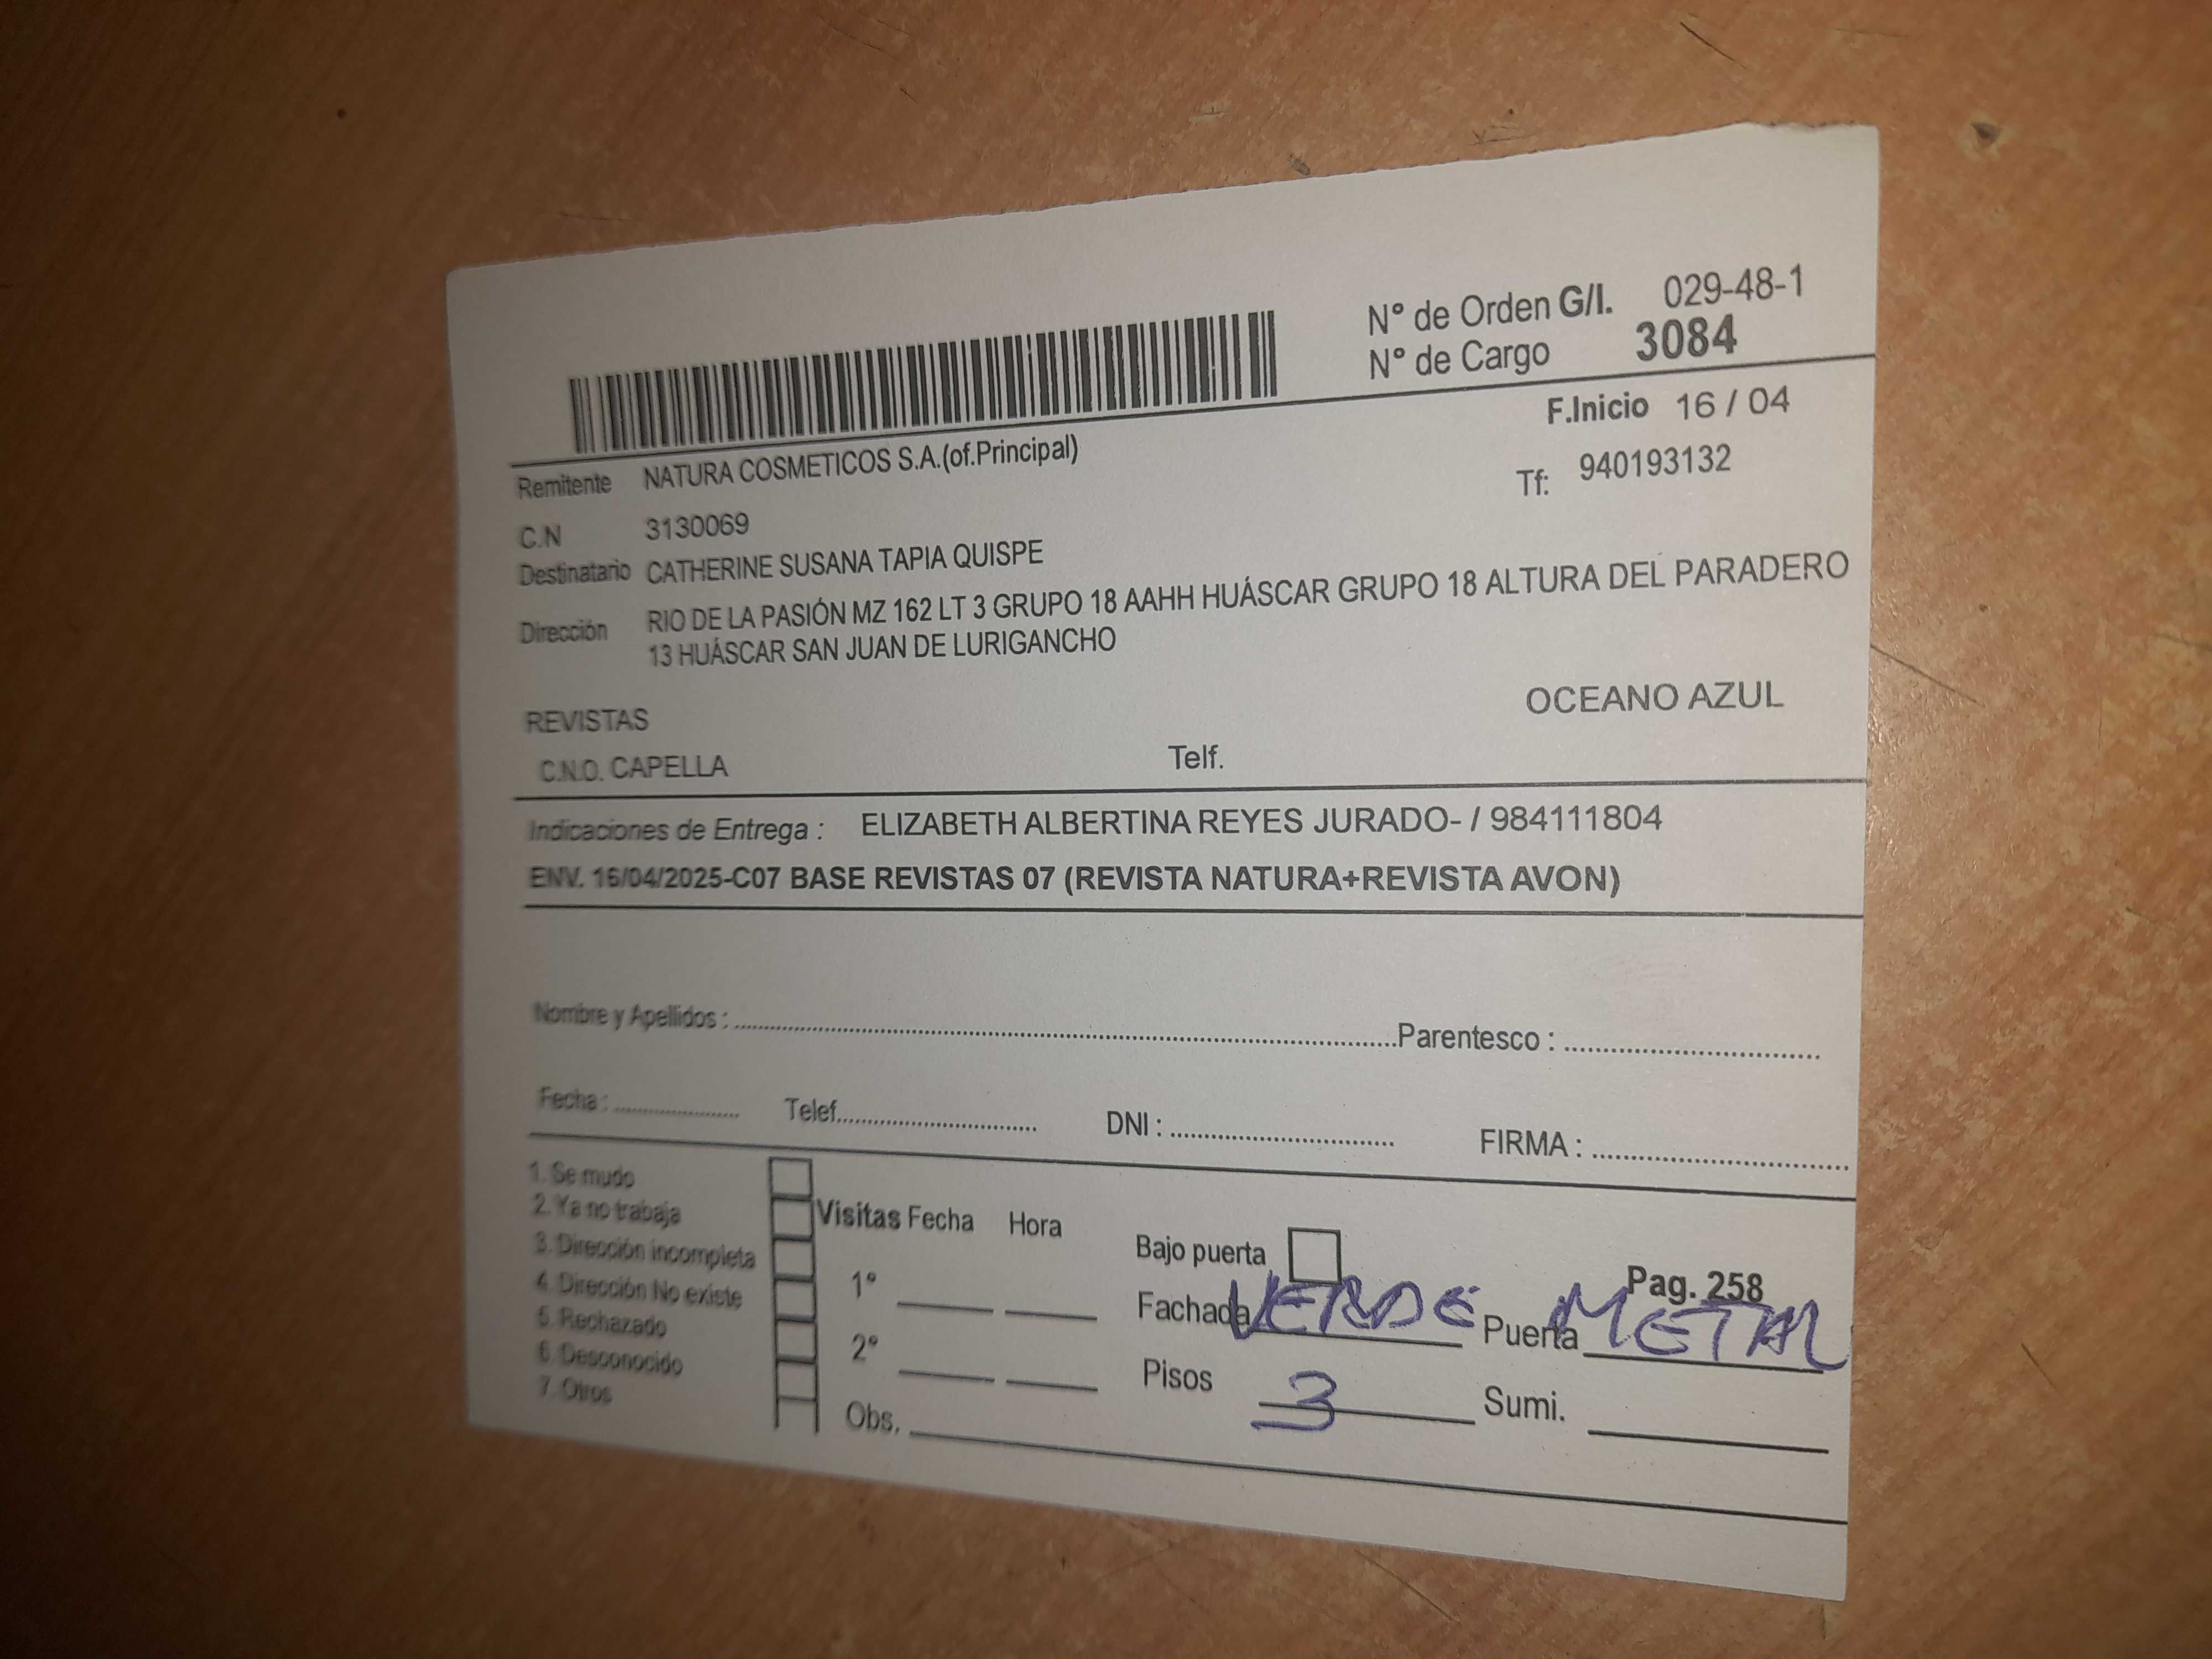 N° de Orden G/I. 029-48-1
N° de Cargo 3084
F.Inicio 16 / 04
Remitente NATURA COSMETICOS S.A.(of.Principal)
Tf: 940193132
C.N 3130069
Destinatario CATHERINE SUSANA TAPIA QUISPE
Dirección RIO DE LA PASIÓN MZ 162 LT 3 GRUPO 18 AAHH HUÁSCAR GRUPO 18 ALTURA DEL PARADERO
13 HUÁSCAR SAN JUAN DE LURIGANCHO
REVISTAS OCEANO AZUL
C.N.O. CAPELLA Telf.
Indicaciones de Entrega : ELIZABETH ALBERTINA REYES JURADO- / 984111804
ENV. 16/04/2025-C07 BASE REVISTAS 07 (REVISTA NATURA+REVISTA AVON)
Nombre y Apellidos : Parentesco :
Fecha : Telef. DNI : FIRMA :
1. Se mudo
2. Ya no trabaja
3. Dirección incompleta
4. Dirección No existe
5. Rechazado
6. Desconocido
7. Otros
Visitas Fecha Hora
1°
2°
Obs.
Bajo puerta
Pag. 258
Fachada VERDE Puerta METAL
Pisos 3 Sumi.